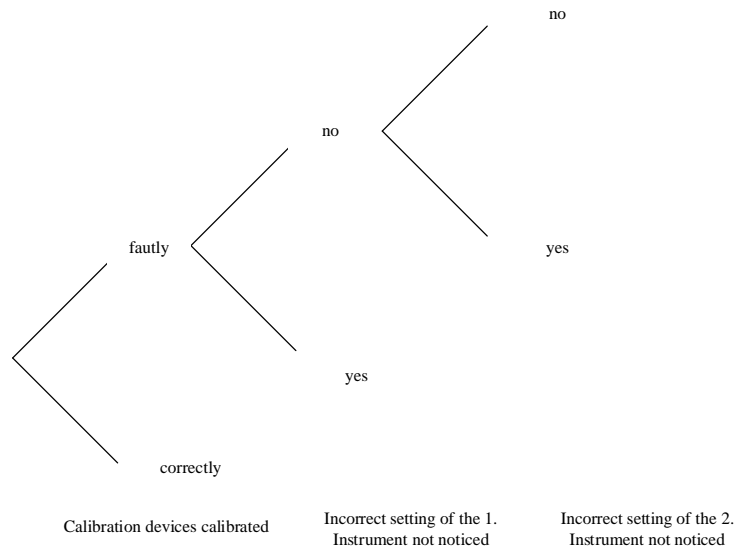 no
no
fautly
yes
yes
correctly
Calibration devices calibrated
Incorrect setting of the 1.
Instrument not noticed
Incorrect setting of the 2.
Instrument not noticed